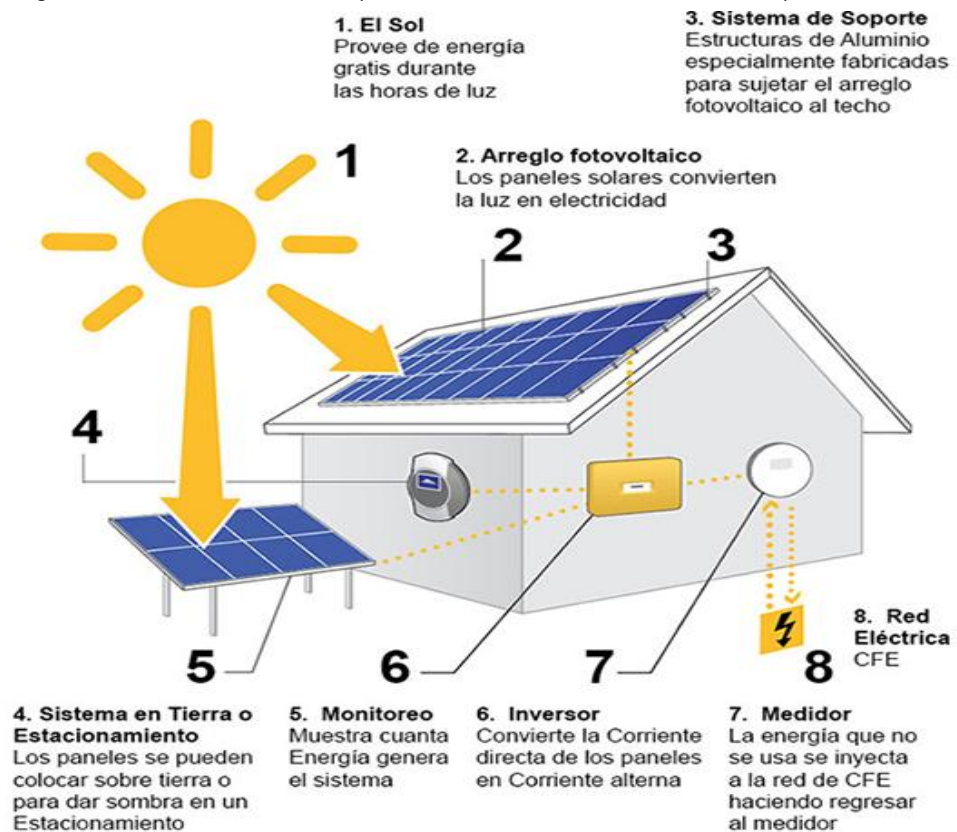 1. El Sol
Provee de energía
gratis durante
las horas de luz
3. Sistema de Soporte
Estructuras de Aluminio
especialmente fabricadas
para sujetar el arreglo
fotovoltaico al techo
1
2. Arreglo fotovoltaico
Los paneles solares convierten
la luz en electricidad
2
3
4
5
6
7
8
8. Red
Eléctrica
CFE
4. Sistema en Tierra o
Estacionamiento
Los paneles se pueden
colocar sobre tierra o
para dar sombra en un
Estacionamiento
5. Monitoreo
Muestra cuanta
Energía genera
el sistema
6. Inversor
Convierte la Corriente
directa de los paneles
en Corriente alterna
7. Medidor
La energía que no
se usa se inyecta
a la red de CFE
haciendo regresar
al medidor